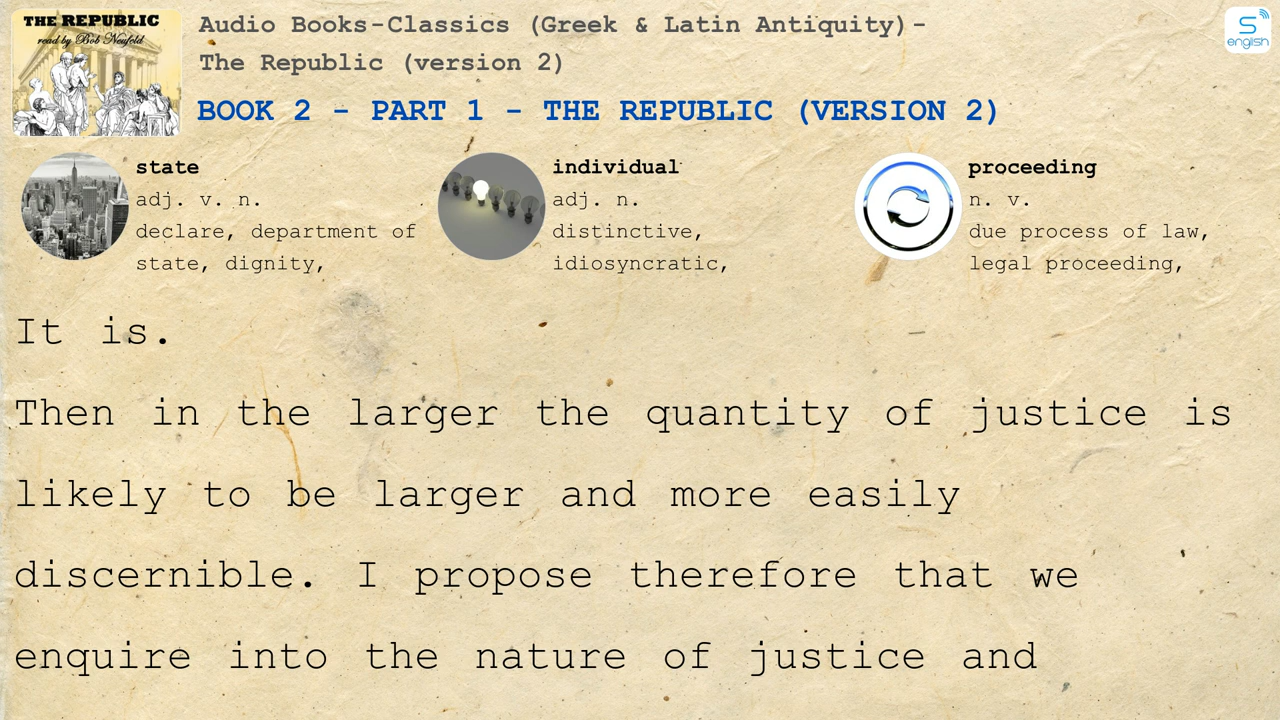 THE REPUBLIC
read by Bob Neufeld
Audio Books-Classics (Greek & Latin Antiquity)-
The Republic (version 2)
S
english
BOOK 2 - PART 1 - THE REPUBLIC (VERSION 2)
state
adj. v. n.
declare, department of
state, dignity,
individual
adj. n.
distinctive,
idiosyncratic,
proceeding
n. v.
due process of law,
legal proceeding,
It is.
Then in the larger the quantity of justice is
likely to be larger and more easily
discernible. I propose therefore that we
enquire into the nature of justice and